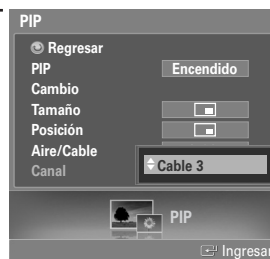 PIP
Regresar
PIP Encendido
Cambio
Tamaño
Posición
Aire/Cable
Canal
Cable 3
PIP
Ingresar